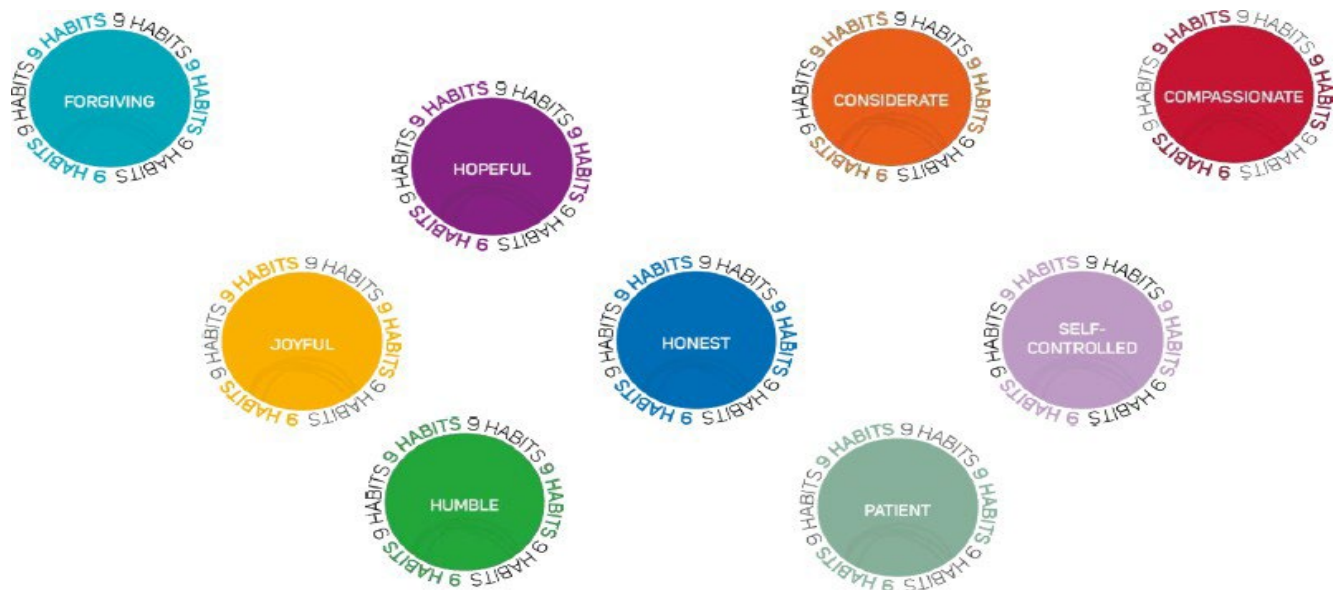 9 HABITS 9 HABITS 9 HABITS 9 HABITS 9 HABITS 9 HABITS
FORGIVING
9 HABITS 9 HABITS 9 HABITS 9 HABITS 9 HABITS 9 HABITS
HOPEFUL
9 HABITS 9 HABITS 9 HABITS 9 HABITS 9 HABITS 9 HABITS
CONSIDERATE
9 HABITS 9 HABITS 9 HABITS 9 HABITS 9 HABITS 9 HABITS
COMPASSIONATE
9 HABITS 9 HABITS 9 HABITS 9 HABITS 9 HABITS 9 HABITS
JOYFUL
9 HABITS 9 HABITS 9 HABITS 9 HABITS 9 HABITS 9 HABITS
HONEST
9 HABITS 9 HABITS 9 HABITS 9 HABITS 9 HABITS 9 HABITS
SELF-
CONTROLLED
9 HABITS 9 HABITS 9 HABITS 9 HABITS 9 HABITS 9 HABITS
HUMBLE
9 HABITS 9 HABITS 9 HABITS 9 HABITS 9 HABITS 9 HABITS
PATIENT